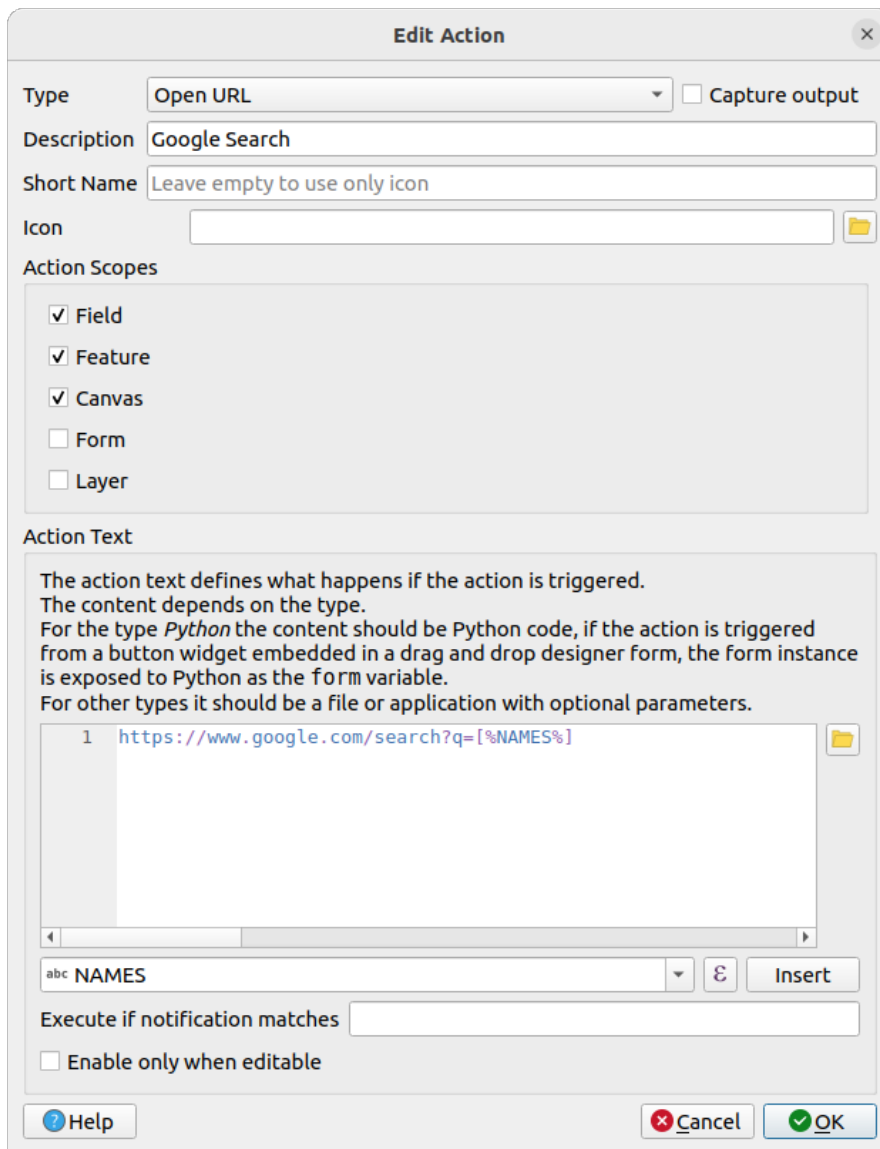 Edit Action
Type Open URL Capture output
Description Google Search
Short Name Leave empty to use only icon
Icon
Action Scopes
Field
Feature
Canvas
Form
Layer
Action Text
The action text defines what happens if the action is triggered.
The content depends on the type.
For the type Python the content should be Python code, if the action is triggered
from a button widget embedded in a drag and drop designer form, the form instance
is exposed to Python as the form variable.
For other types it should be a file or application with optional parameters.
1 https://www.google.com/search?q=[%NAMES%]
abc NAMES ε Insert
Execute if notification matches
Enable only when editable
Help Cancel OK